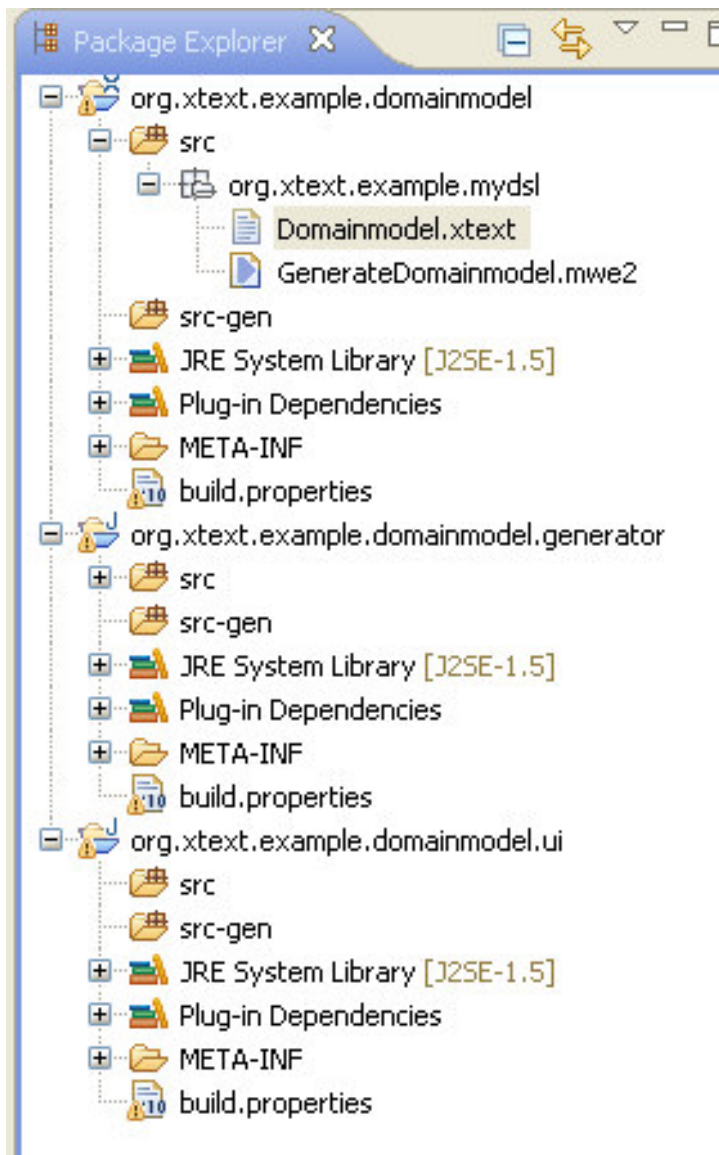 Package Explorer
org.xtext.example.domainmodel
src
org.xtext.example.mydsl
Domainmodel.xtext
GenerateDomainmodel.mwe2
src-gen
JRE System Library [J2SE-1.5]
Plug-in Dependencies
META-INF
build.properties
org.xtext.example.domainmodel.generator
src
src-gen
JRE System Library [J2SE-1.5]
Plug-in Dependencies
META-INF
build.properties
org.xtext.example.domainmodel.ui
src
src-gen
JRE System Library [J2SE-1.5]
Plug-in Dependencies
META-INF
build.properties